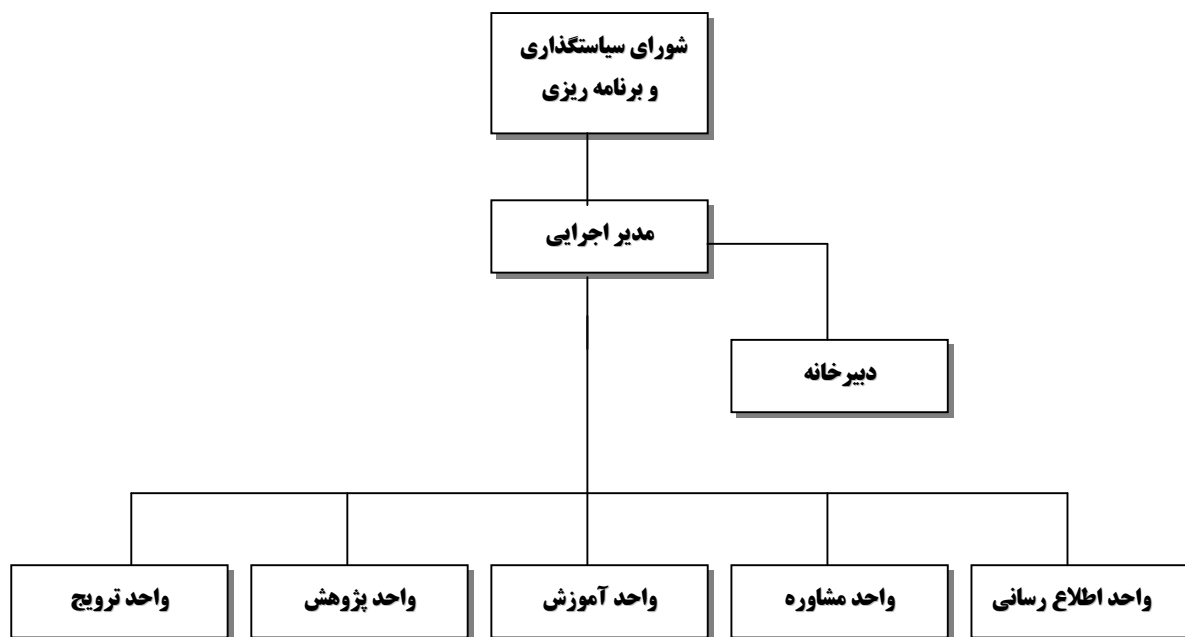 شورای سیاستگذاری
و برنامه ریزی
مدیر اجرایی
دبیرخانه
واحد اطلاع رسانی
واحد مشاوره
واحد آموزش
واحد پژوهش
واحد ترویج